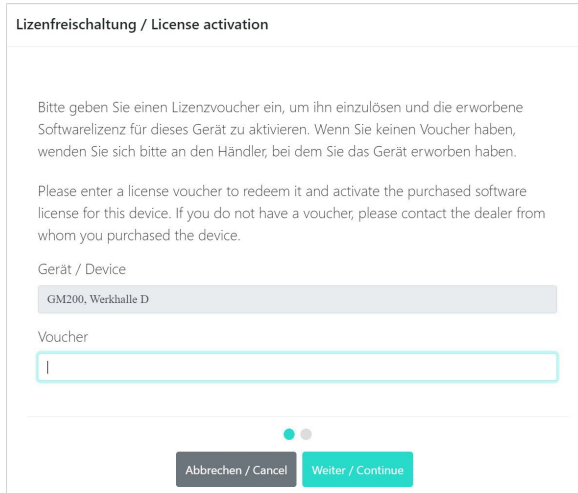 Lizenfreischaltung / License activation
Bitte geben Sie einen Lizenzvoucher ein, um ihn einzulösen und die erworbene
Softwarelizenz für dieses Gerät zu aktivieren. Wenn Sie keinen Voucher haben,
wenden Sie sich bitte an den Händler, bei dem Sie das Gerät erworben haben.
Please enter a license voucher to redeem it and activate the purchased software
license for this device. If you do not have a voucher, please contact the dealer from
whom you purchased the device.
Gerät / Device
GM200, Werkhalle D
Voucher
Abbrechen / Cancel
Weiter / Continue